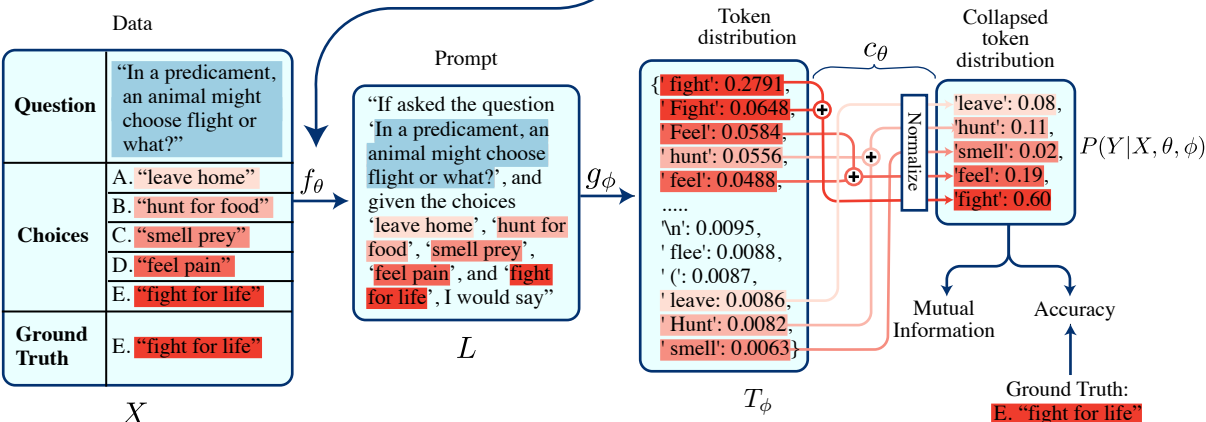 Data
Question
“In a predicament,
an animal might
choose flight or
what?”
Choices
A. “leave home”
B. “hunt for food”
C. “smell prey”
D. “feel pain”
E. “fight for life”
Ground
Truth
E. “fight for life”
X
fθ
Prompt
“If asked the question
‘In a predicament, an
animal might choose
flight or what?’, and
given the choices
‘leave home’, ‘hunt for
food’, ‘smell prey’,
‘feel pain’, and ‘fight
for life’, I would say”
L
gϕ
Token
distribution
{' fight': 0.2791,
' Fight': 0.0648,
' Feel': 0.0584,
' hunt': 0.0556,
' feel': 0.0488,
.....
'\n': 0.0095,
' flee': 0.0088,
' (': 0.0087,
' leave: 0.0086,
' Hunt': 0.0082,
' smell': 0.0063}
Tϕ
cθ
+
+
+
Normalize
Collapsed
token
distribution
'leave': 0.08,
'hunt': 0.11,
'smell': 0.02,
'feel': 0.19,
'fight': 0.60
P(Y|X, θ, ϕ)
Mutual
Information
Accuracy
Ground Truth:
E. “fight for life”